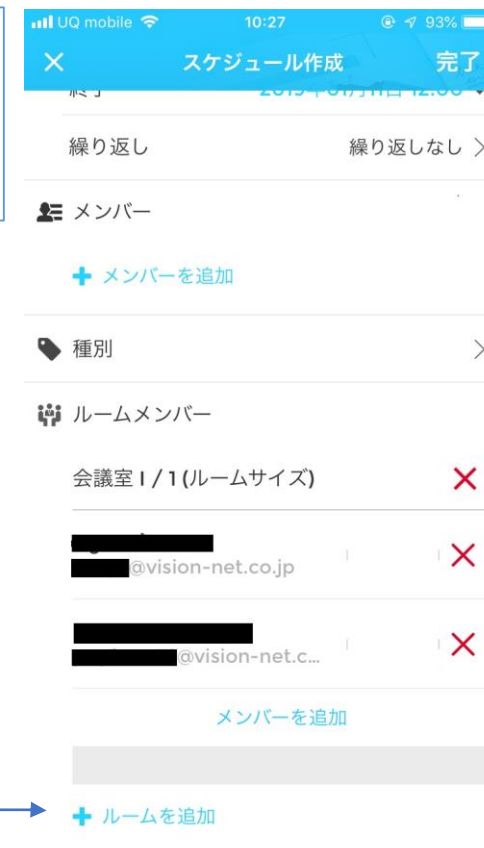 UQ mobile 10:27 93%
スケジュール作成 完了
終了
繰り返し 繰り返しなし
メンバー
メンバーを追加
種別
ルームメンバー
会議室 1 / 1 (ルームサイズ)
@vision-net.co.jp
@vision-net.c...
メンバーを追加
ルームを追加